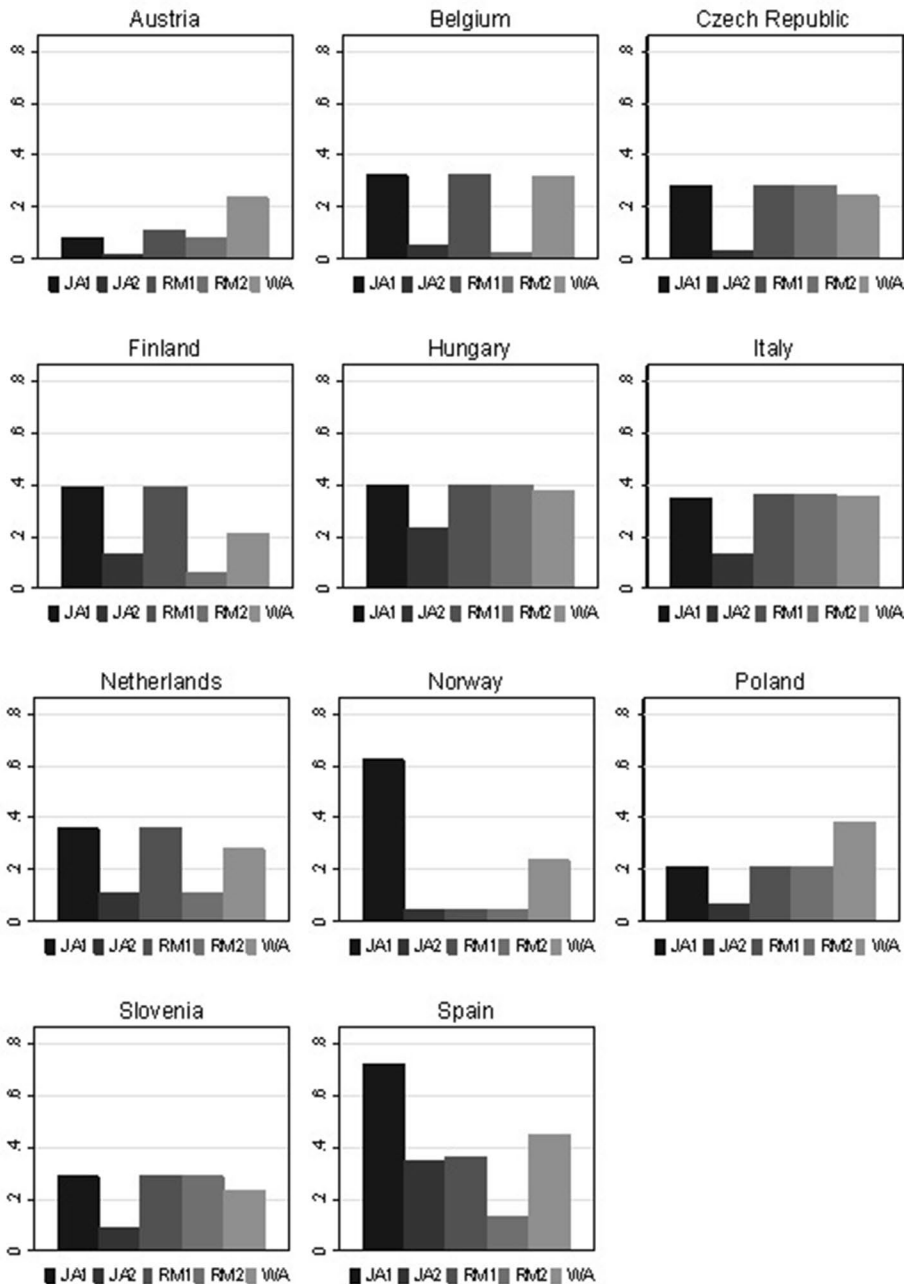 Austria
Belgium
Czech Republic
0 .2 .4 .6 .8
0 .2 .4 .6 .8
0 .2 .4 .6 .8
JA1 JA2 RM1 RM2 WA
JA1 JA2 RM1 RM2 WA
JA1 JA2 RM1 RM2 WA
Finland
Hungary
Italy
0 .2 .4 .6 .8
0 .2 .4 .6 .8
0 .2 .4 .6 .8
JA1 JA2 RM1 RM2 WA
JA1 JA2 RM1 RM2 WA
JA1 JA2 RM1 RM2 WA
Netherlands
Norway
Poland
0 .2 .4 .6 .8
0 .2 .4 .6 .8
0 .2 .4 .6 .8
JA1 JA2 RM1 RM2 WA
JA1 JA2 RM1 RM2 WA
JA1 JA2 RM1 RM2 WA
Slovenia
Spain
0 .2 .4 .6 .8
0 .2 .4 .6 .8
JA1 JA2 RM1 RM2 WA
JA1 JA2 RM1 RM2 WA